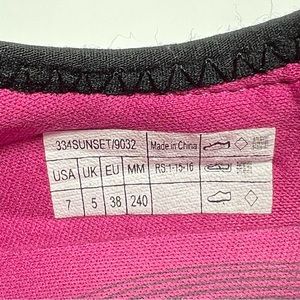 334SUNSET/9032 Made in China
USA UK EU MM RS-1-15-16
7 5 38 240